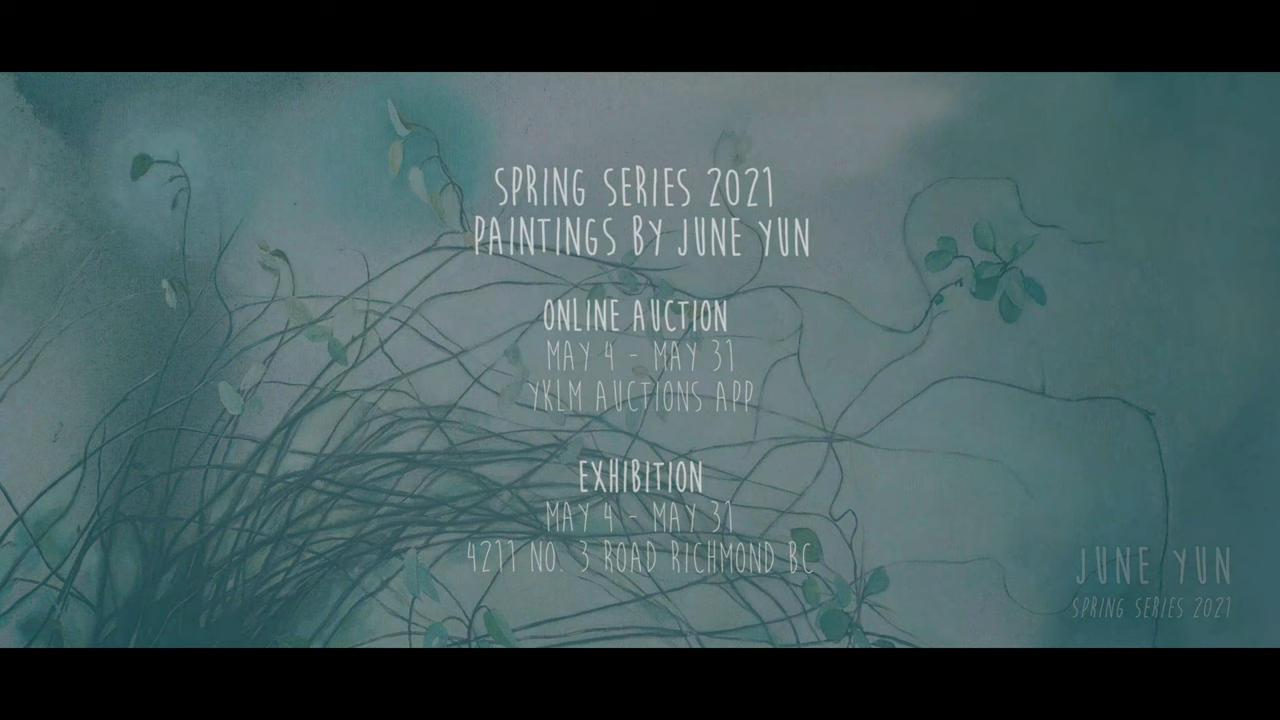 SPRING SERIES 2021
PAINTINGS BY JUNE YUN
ONLINE AUCTION
MAY 4 - MAY 31
YKLM AUCTIONS APP
EXHIBITION
MAY 4 - MAY 31
4211 NO. 3 ROAD RICHMOND BC
JUNE YUN
SPRING SERIES 2021